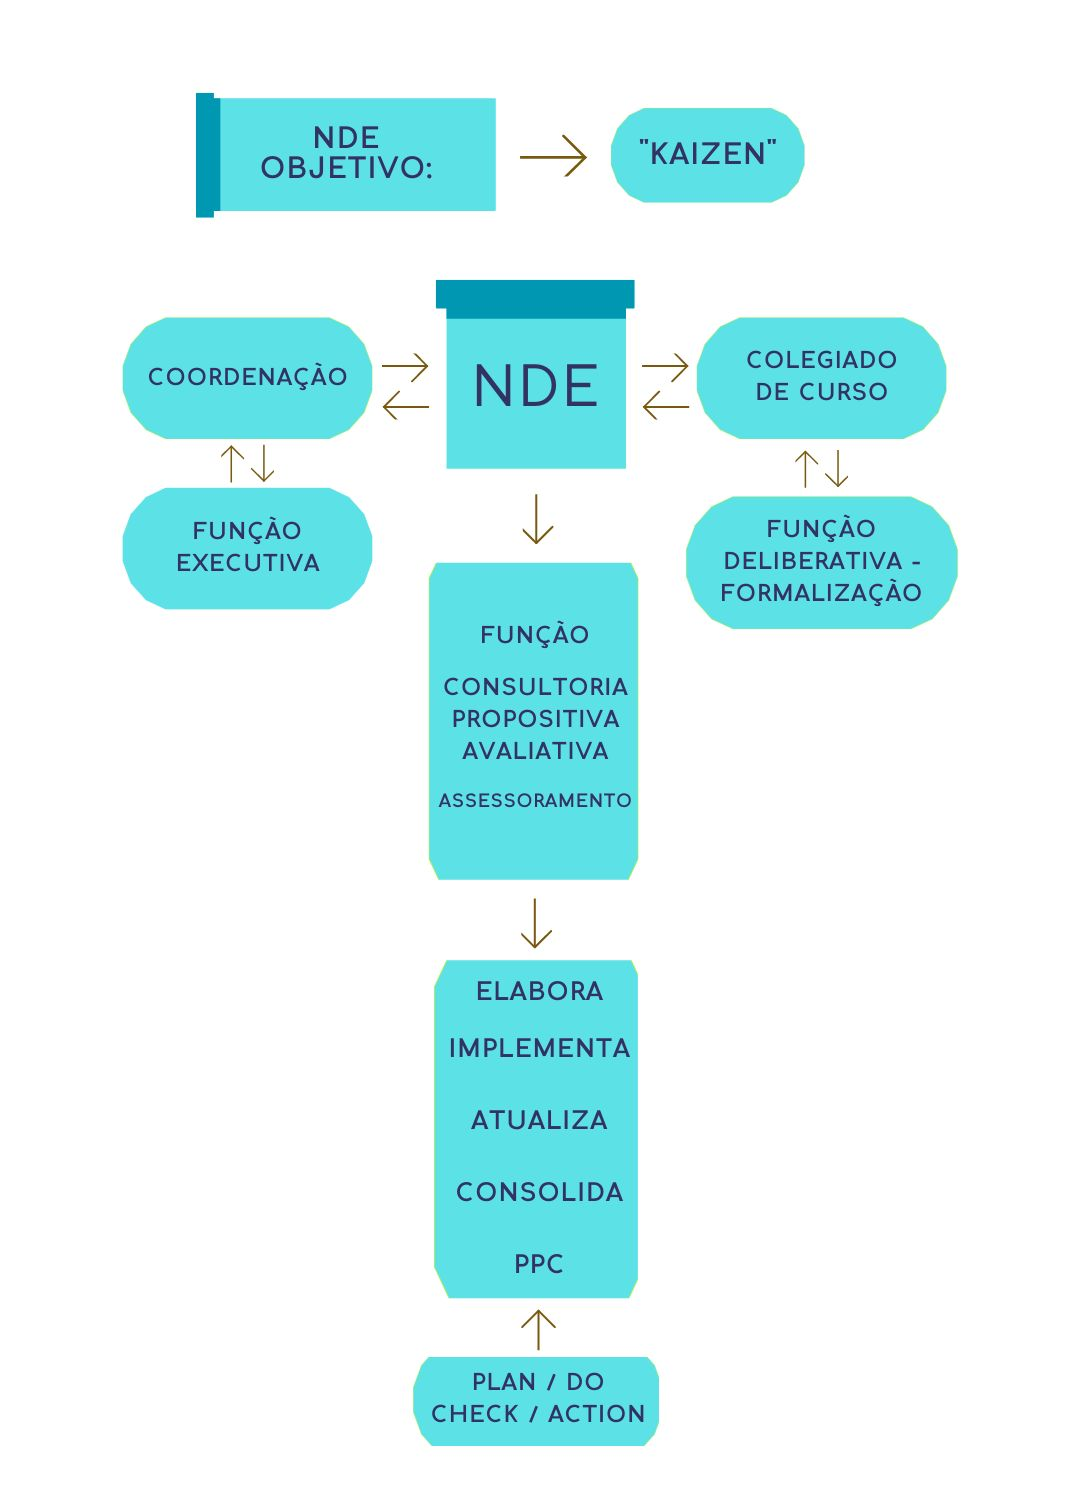 NDE
OBJETIVO:
"KAIZEN"
COORDENAÇÃO
NDE
COLEGIADO
DE CURSO
FUNÇÃO
EXECUTIVA
FUNÇÃO
DELIBERATIVA -
FORMALIZAÇÃO
FUNÇÃO
CONSULTORIA
PROPOSITIVA
AVALIATIVA
ASSESSORAMENTO
ELABORA
IMPLEMENTA
ATUALIZA
CONSOLIDA
PPC
PLAN / DO
CHECK / ACTION